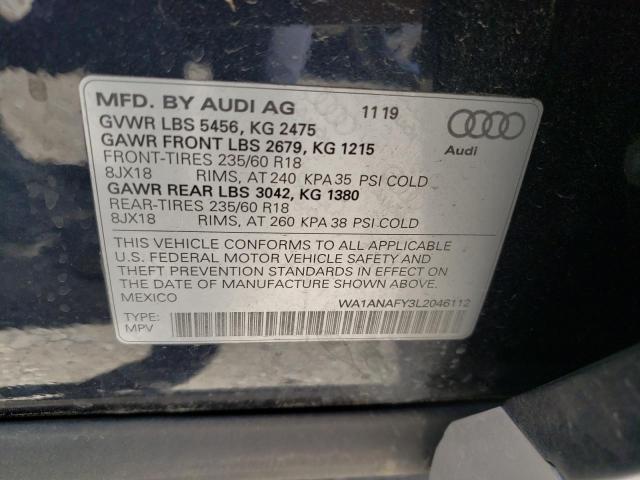 MFD. BY AUDI AG 11 19
GVWR LBS 5456, KG 2475
GAWR FRONT LBS 2679, KG 1215
FRONT-TIRES 235/60 R18
8JX18 RIMS, AT 240 KPA 35 PSI COLD
GAWR REAR LBS 3042, KG 1380
REAR-TIRES 235/60 R18
8JX18 RIMS, AT 260 KPA 38 PSI COLD
Audi
THIS VEHICLE CONFORMS TO ALL APPLICABLE
U.S. FEDERAL MOTOR VEHICLE SAFETY AND
THEFT PREVENTION STANDARDS IN EFFECT ON
THE DATE OF MANUFACTURE SHOWN ABOVE.
MEXICO WA1ANAFY3L2046112
TYPE:
MPV